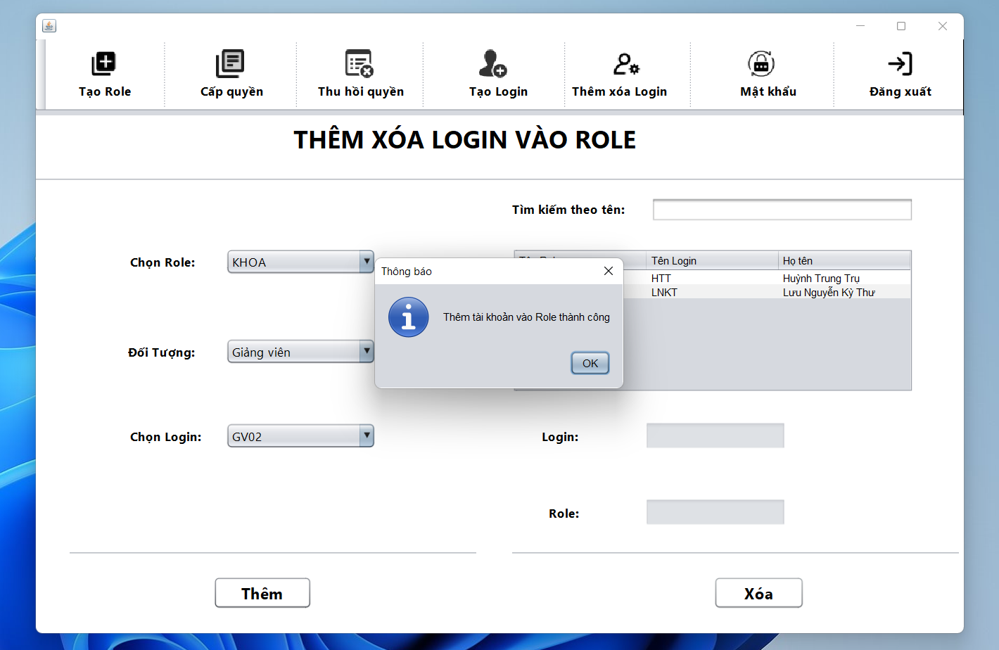 Tạo Role
Cấp quyền
Thu hồi quyền
Tạo Login
Thêm xóa Login
Mật khẩu
Đăng xuất
THÊM XÓA LOGIN VÀO ROLE
Tìm kiếm theo tên:
Chọn Role:
KHOA
Đối Tượng:
Giảng viên
Chọn Login:
GV02
Tên Login
Họ tên
HTT
Huỳnh Trung Trụ
LNKT
Lưu Nguyễn Kỳ Thư
Thông báo
Thêm tài khoản vào Role thành công
OK
Login:
Role:
Thêm
Xóa